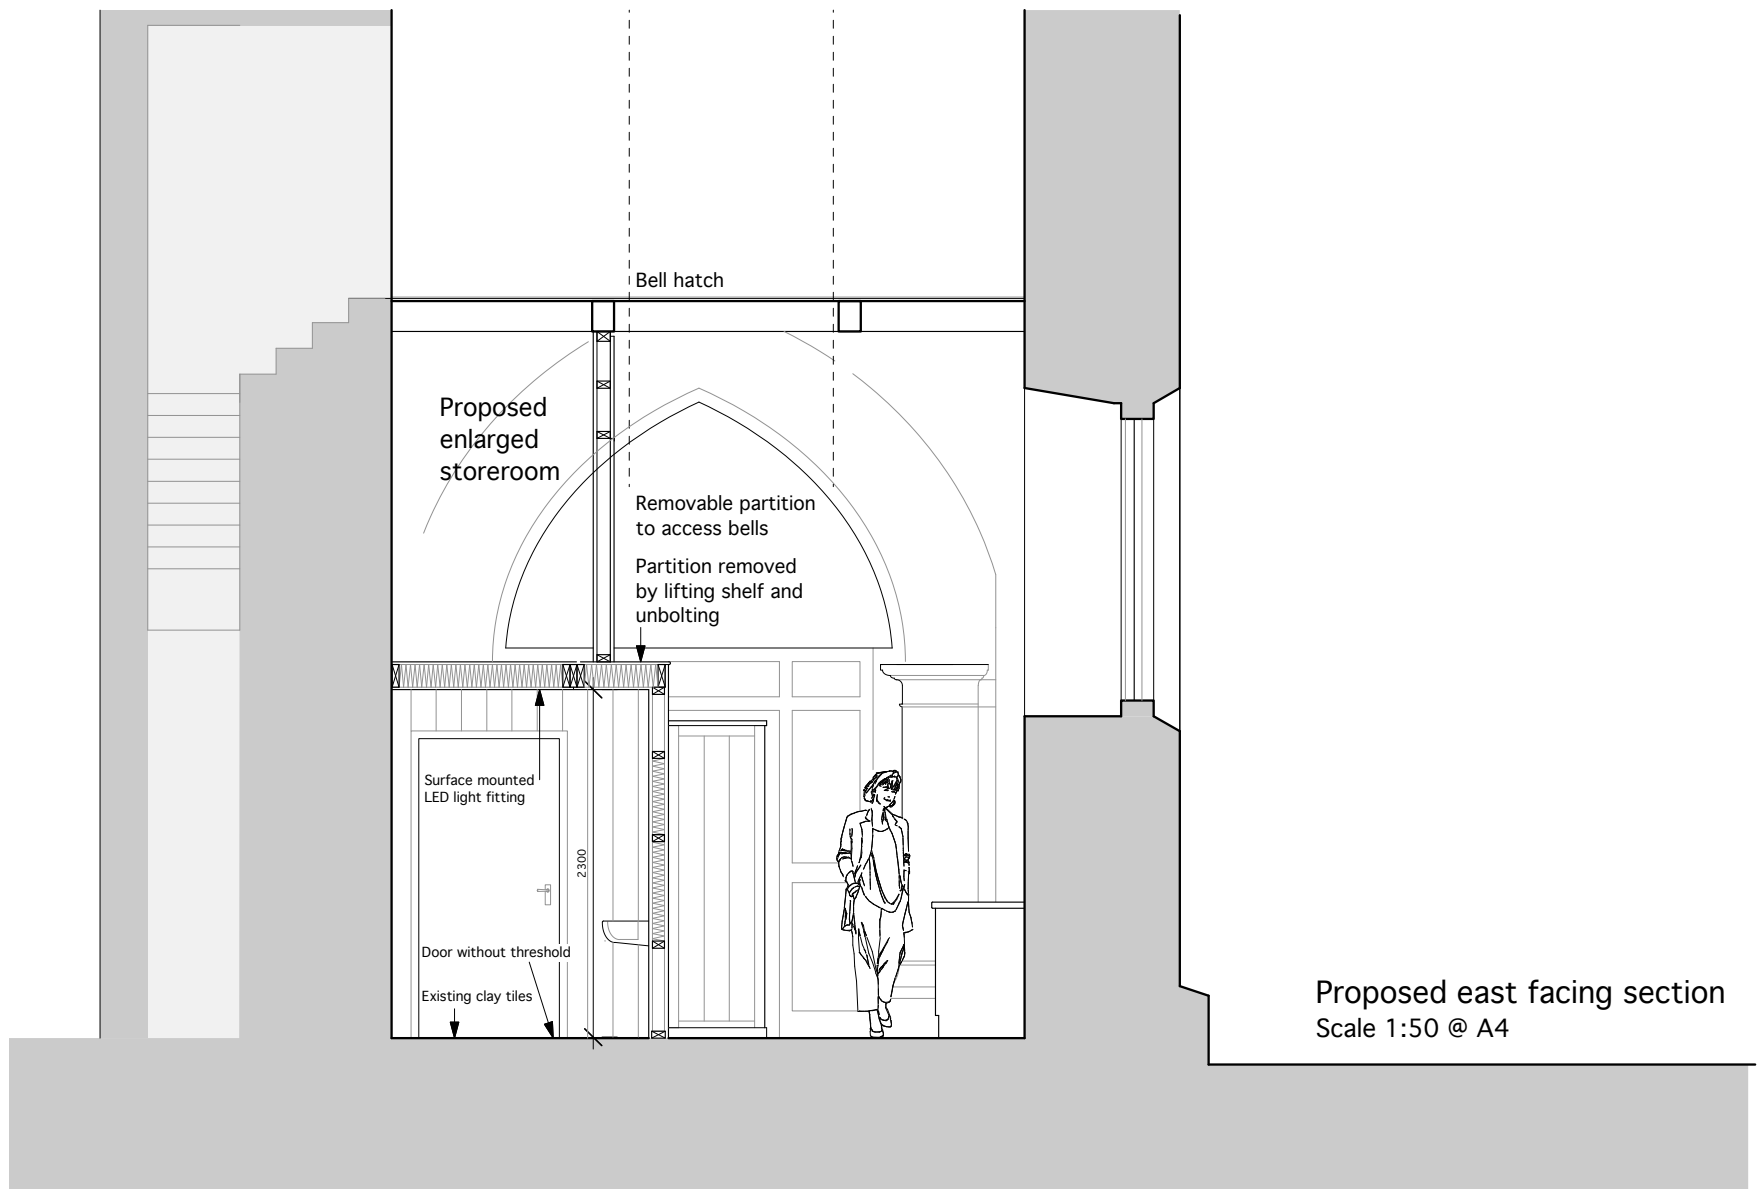 Bell hatch
Proposed
enlarged
storeroom
Removable partition
to access bells
Partition removed
by lifting shelf and
unbolting
Surface mounted
LED light fitting
2300
Door without threshold
Existing clay tiles
Proposed east facing section
Scale 1:50 @ A4